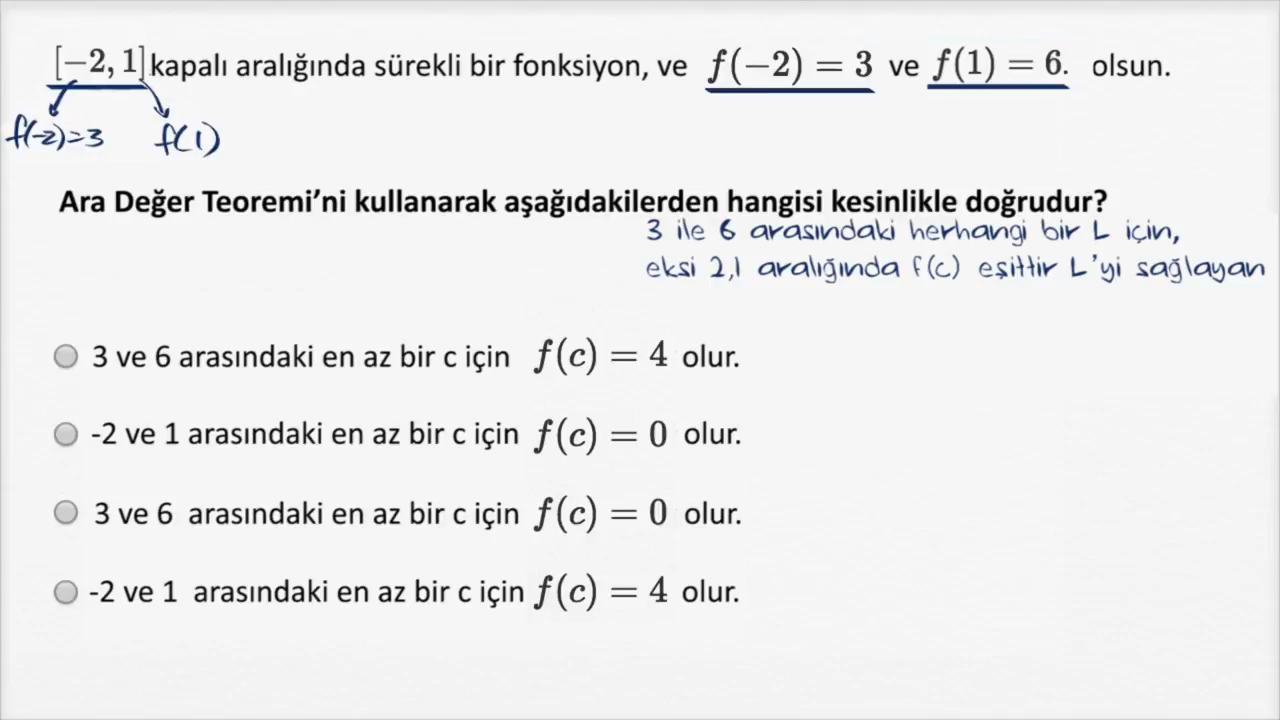 [−2, 1] kapalı aralığında sürekli bir fonksiyon, ve f(−2) = 3 ve f(1) = 6. olsun.
f(-2)=3 f(1)
Ara Değer Teoremi’ni kullanarak aşağıdakilerden hangisi kesinlikle doğrudur?
3 ile 6 arasındaki herhangi bir L için,
eksi 2,1 aralığında f(c) eşittir L'yi sağlayan
3 ve 6 arasındaki en az bir c için f(c) = 4 olur.
-2 ve 1 arasındaki en az bir c için f(c) = 0 olur.
3 ve 6 arasındaki en az bir c için f(c) = 0 olur.
-2 ve 1 arasındaki en az bir c için f(c) = 4 olur.